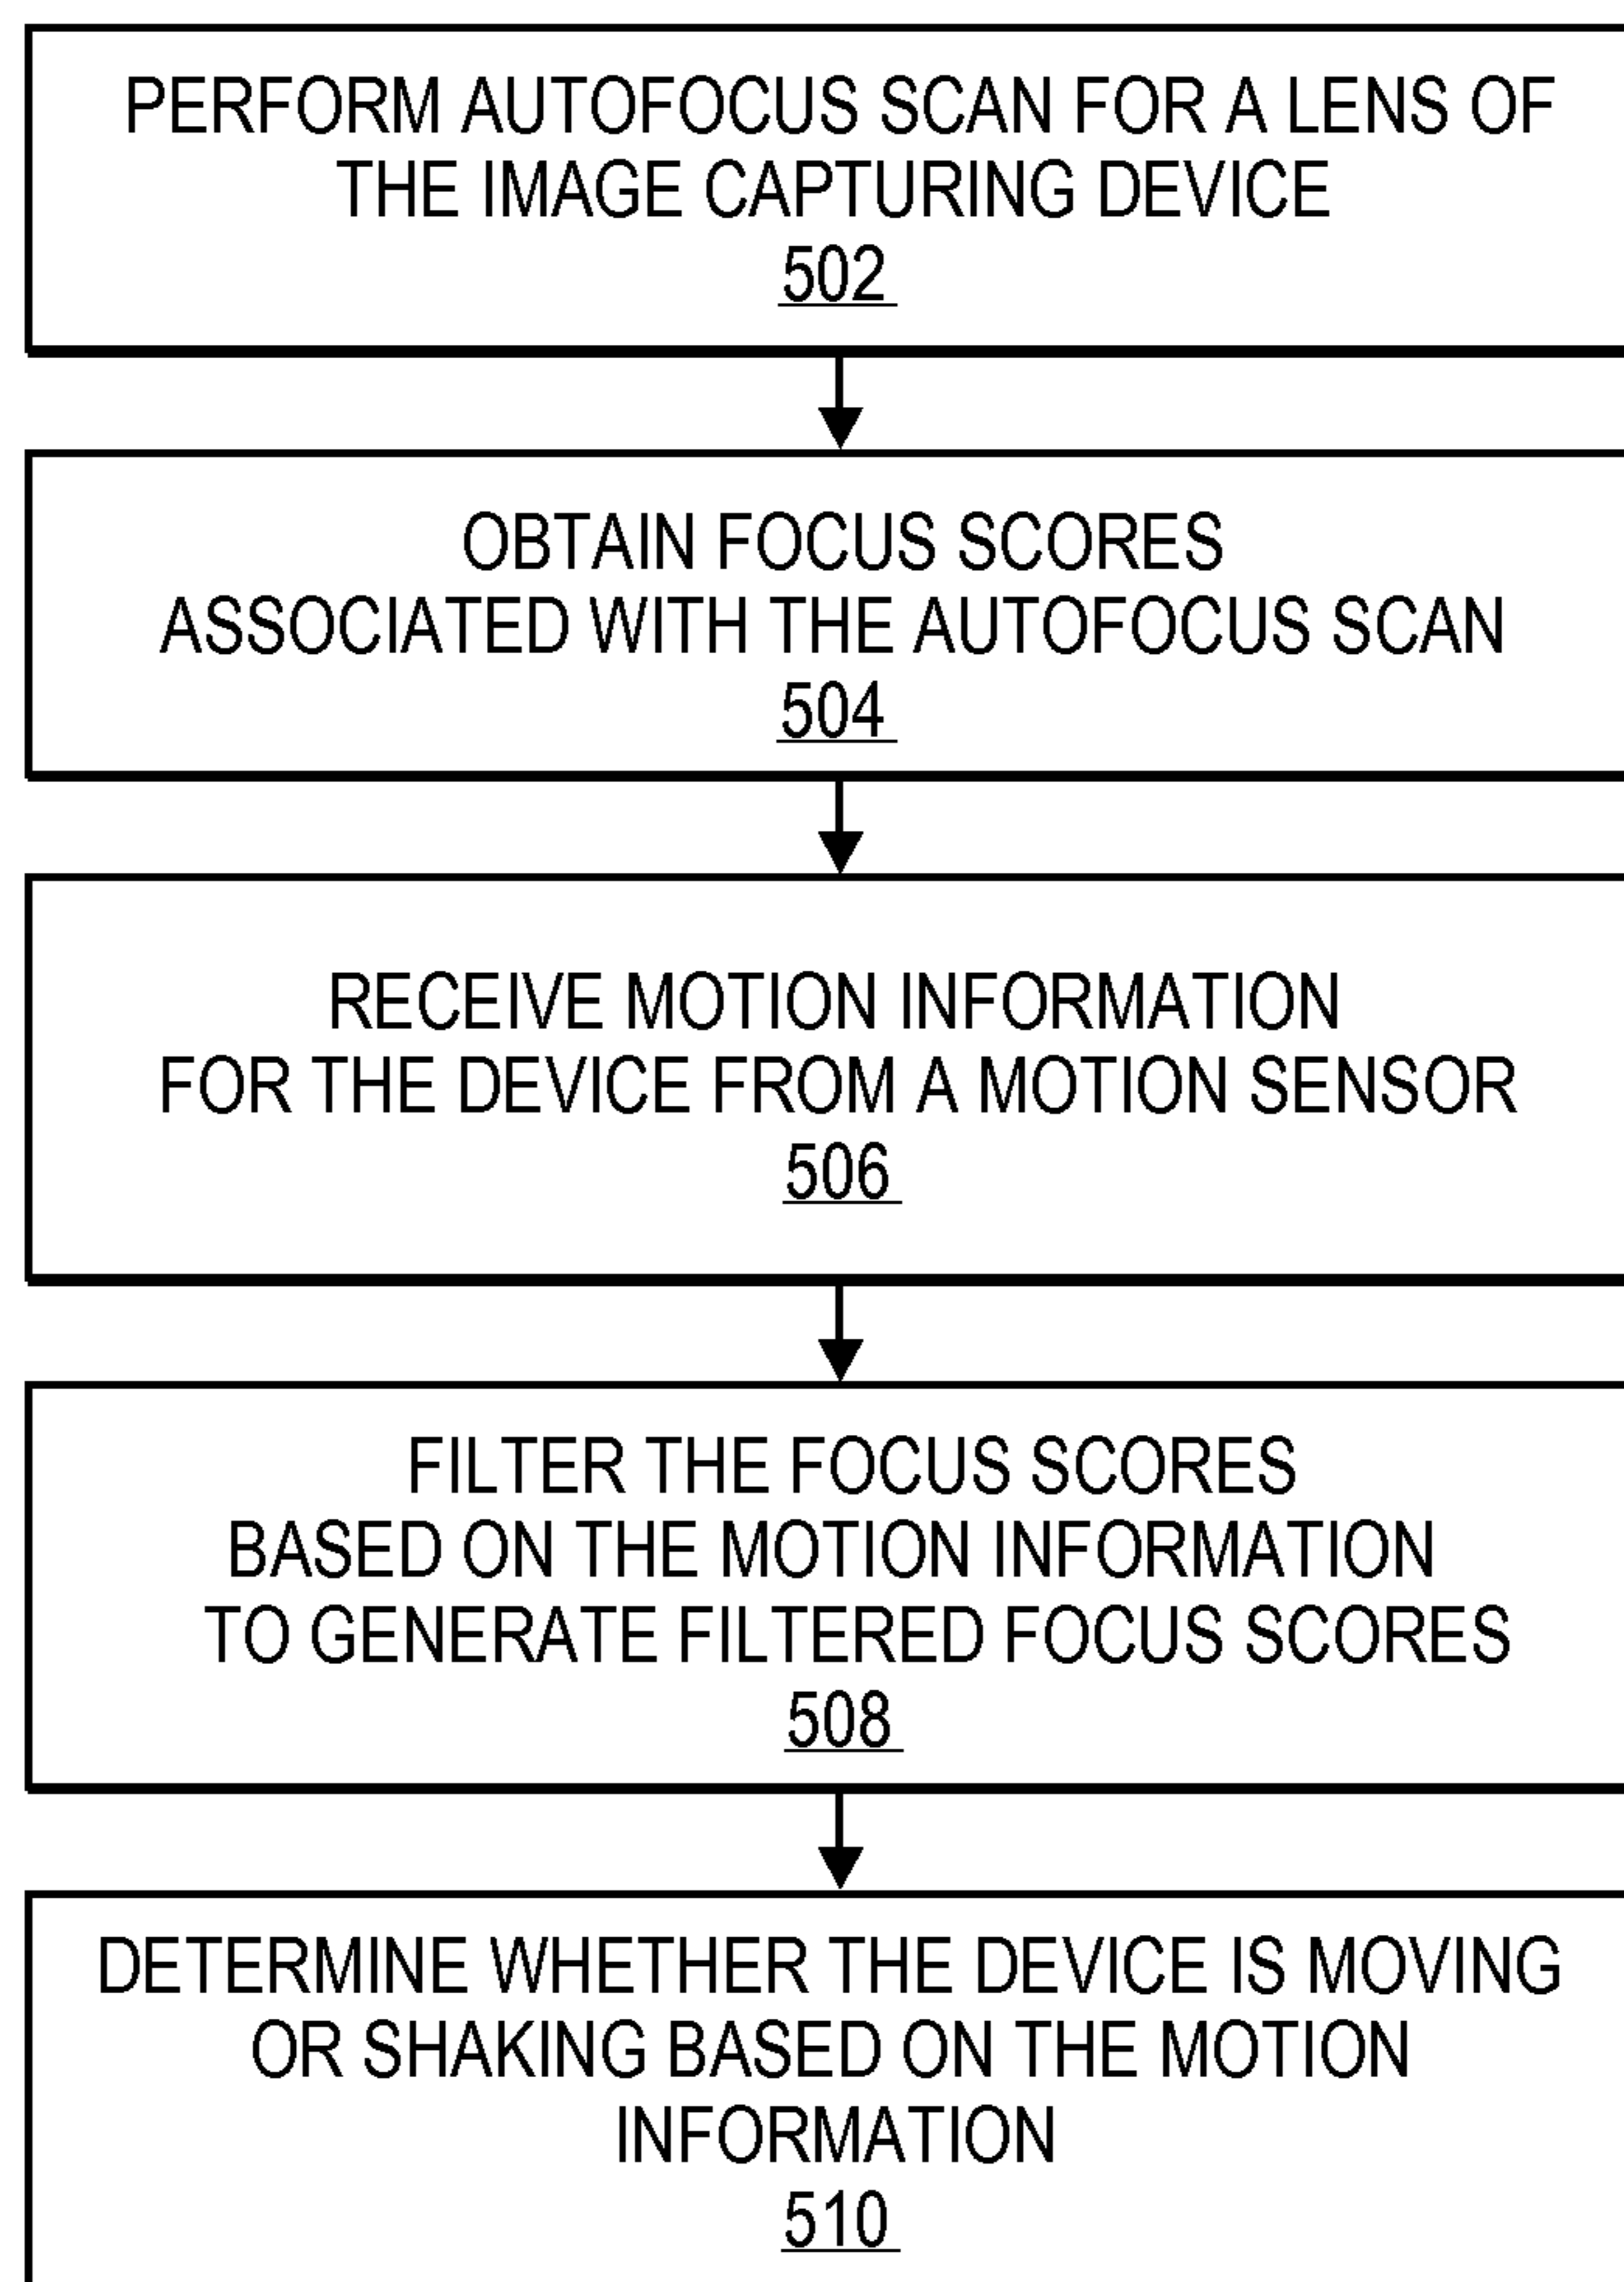 PERFORM AUTOFOCUS SCAN FOR A LENS OF
THE IMAGE CAPTURING DEVICE
502
OBTAIN FOCUS SCORES
ASSOCIATED WITH THE AUTOFOCUS SCAN
504
RECEIVE MOTION INFORMATION
FOR THE DEVICE FROM A MOTION SENSOR
506
FILTER THE FOCUS SCORES
BASED ON THE MOTION INFORMATION
TO GENERATE FILTERED FOCUS SCORES
508
DETERMINE WHETHER THE DEVICE IS MOVING
OR SHAKING BASED ON THE MOTION
INFORMATION
510